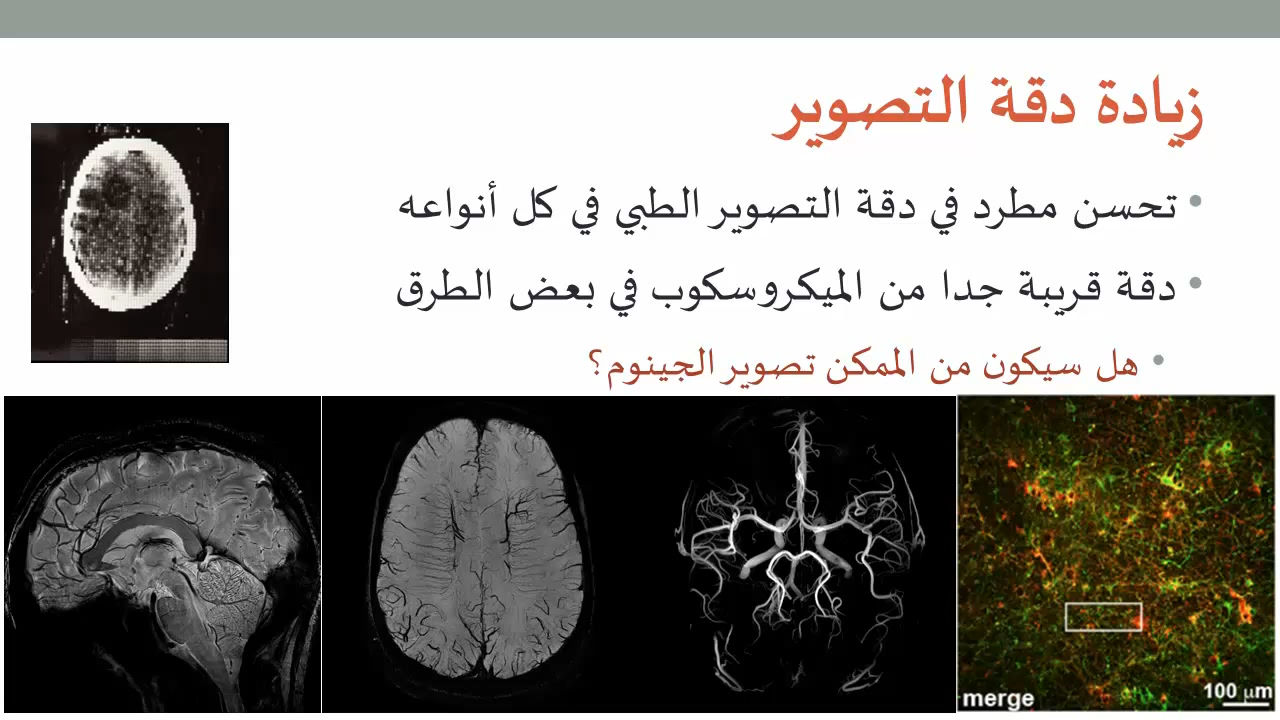 زيادة دقة التصوير
• تحسن مطرد في دقة التصوير الطبي في كل أنواعه
• دقة قريبة جدا من الميكروسكوب في بعض الطرق
• هل سيكون من الممكن تصوير الجينوم؟
merge
100 µm